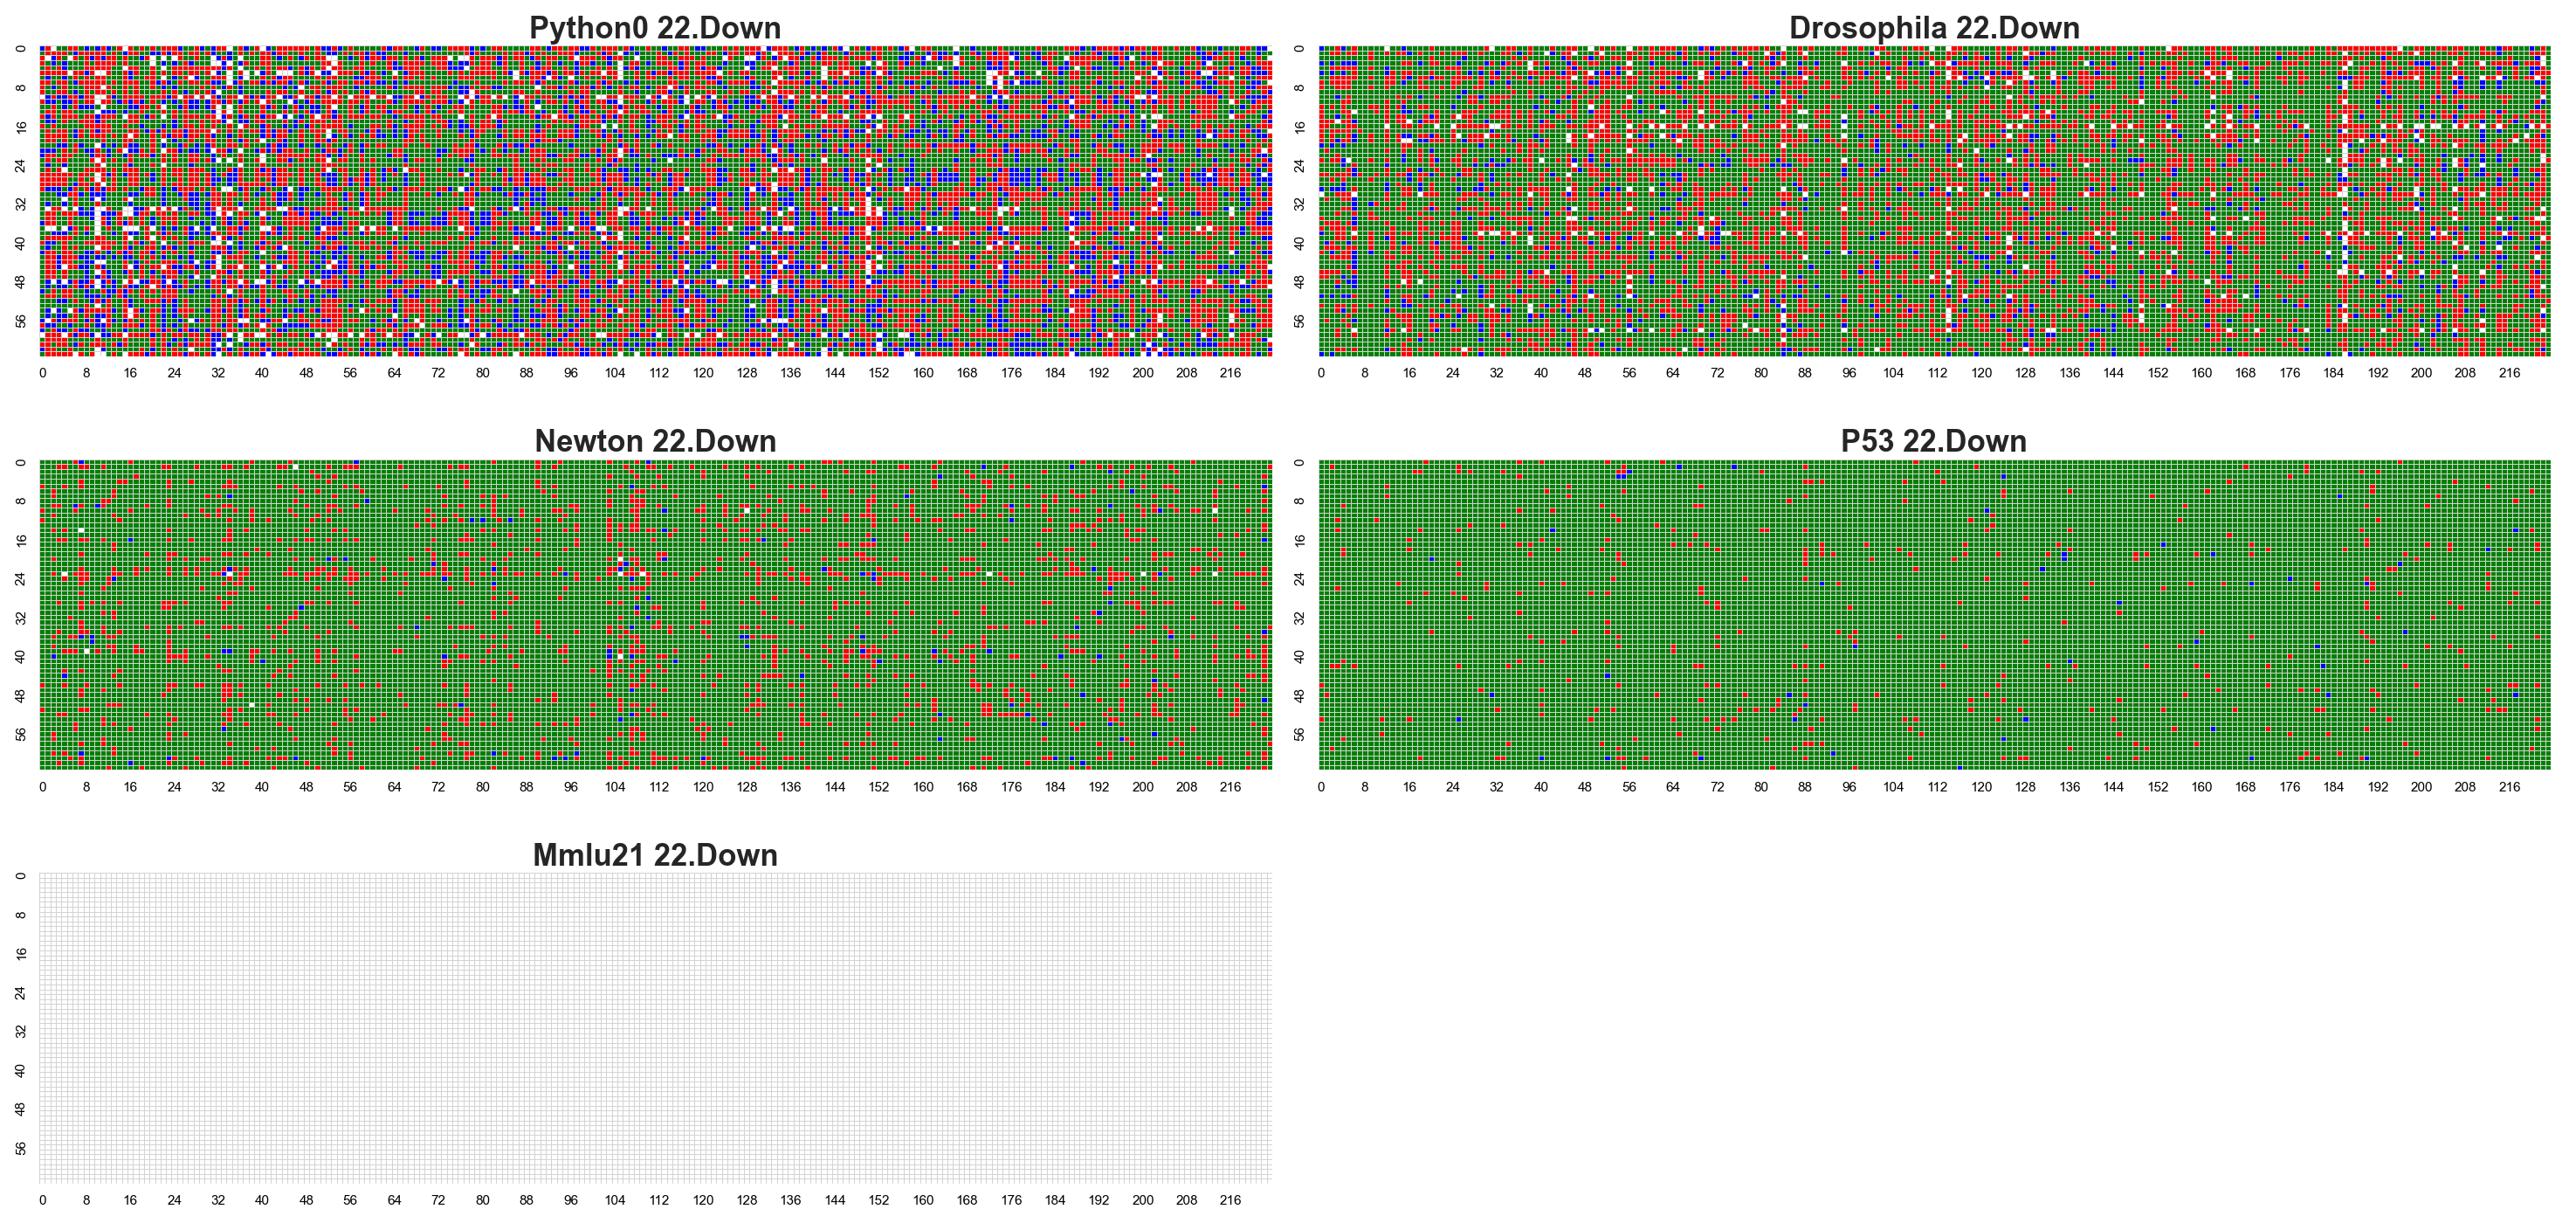 Python0 22.Down
0 8 16 24 32 40 48 56
0 8 16 24 32 40 48 56 64 72 80 88 96 104 112 120 128 136 144 152 160 168 176 184 192 200 208 216
Drosophila 22.Down
0 8 16 24 32 40 48 56
0 8 16 24 32 40 48 56 64 72 80 88 96 104 112 120 128 136 144 152 160 168 176 184 192 200 208 216
Newton 22.Down
0 8 16 24 32 40 48 56
0 8 16 24 32 40 48 56 64 72 80 88 96 104 112 120 128 136 144 152 160 168 176 184 192 200 208 216
P53 22.Down
0 8 16 24 32 40 48 56
0 8 16 24 32 40 48 56 64 72 80 88 96 104 112 120 128 136 144 152 160 168 176 184 192 200 208 216
Mmlu21 22.Down
0 8 16 24 32 40 48 56
0 8 16 24 32 40 48 56 64 72 80 88 96 104 112 120 128 136 144 152 160 168 176 184 192 200 208 216